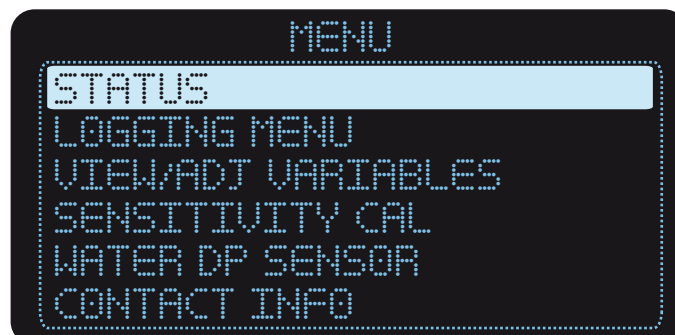 MENU
STATUS
LOGGING MENU
VIEW/ADJ VARIABLES
SENSITIVITY CAL
WATER DP SENSOR
CONTACT INFO